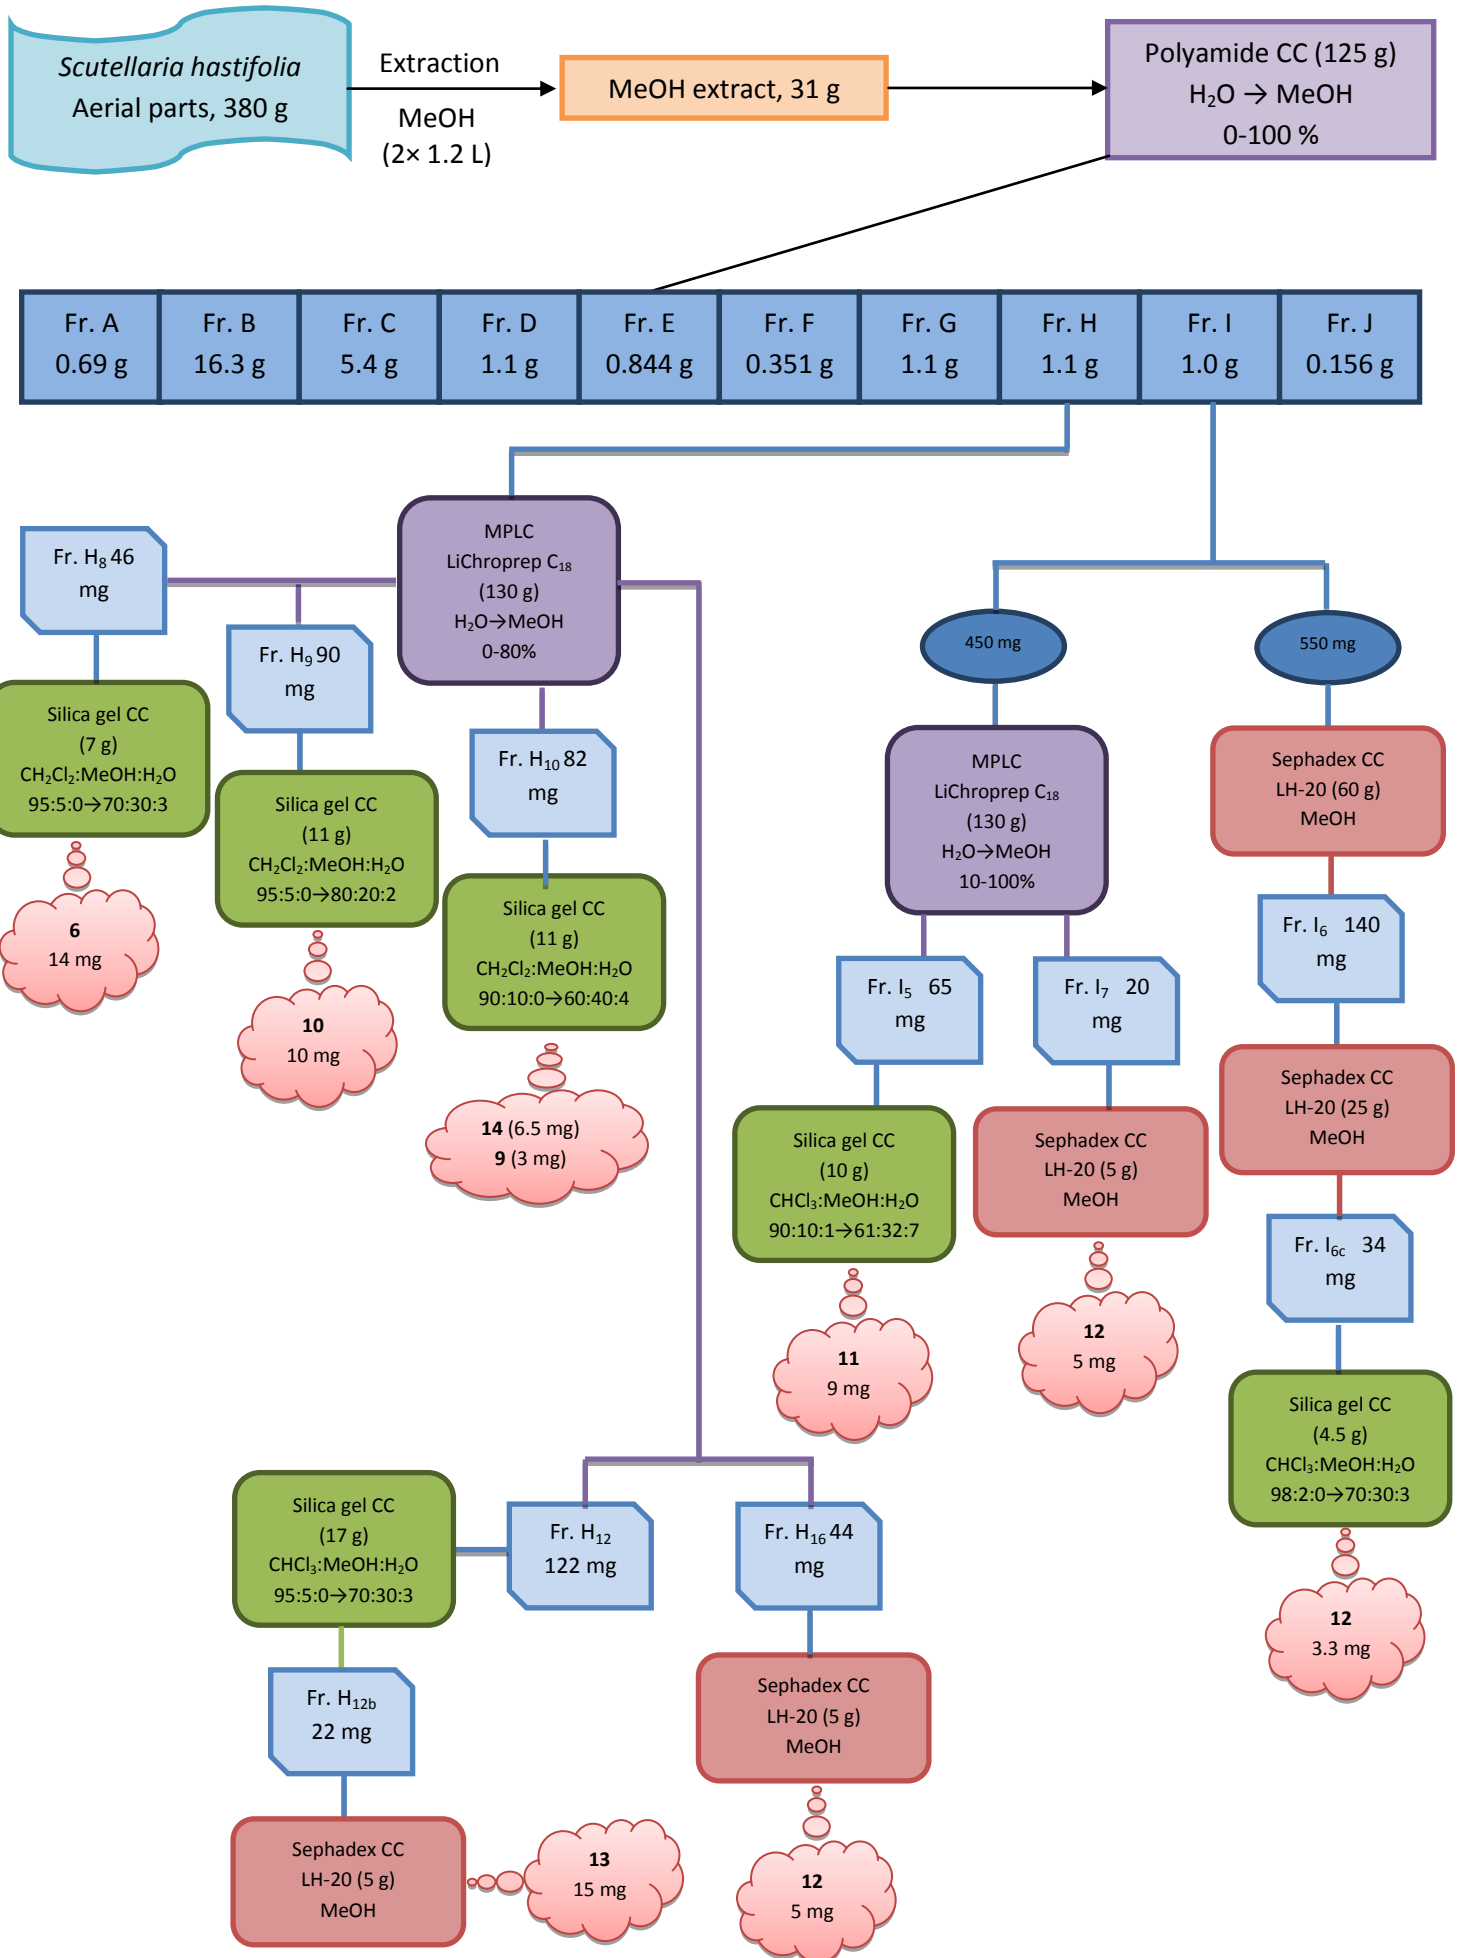 Scutellaria hastifolia
Aerial parts, 380 g
Extraction
MeOH
(2× 1.2 L)
MeOH extract, 31 g
Polyamide CC (125 g)
H₂O → MeOH
0-100 %
Fr. A
0.69 g
Fr. B
16.3 g
Fr. C
5.4 g
Fr. D
1.1 g
Fr. E
0.844 g
Fr. F
0.351 g
Fr. G
1.1 g
Fr. H
1.1 g
Fr. I
1.0 g
Fr. J
0.156 g
MPLC
LiChroprep C₁₈
(130 g)
H₂O→MeOH
0-80%
Fr. H₈ 46
mg
Silica gel CC
(7 g)
CH₂Cl₂:MeOH:H₂O
95:5:0→70:30:3
6
14 mg
Fr. H₉ 90
mg
Silica gel CC
(11 g)
CH₂Cl₂:MeOH:H₂O
95:5:0→80:20:2
10
10 mg
Fr. H₁₀ 82
mg
Silica gel CC
(11 g)
CH₂Cl₂:MeOH:H₂O
90:10:0→60:40:4
14 (6.5 mg)
9 (3 mg)
450 mg
MPLC
LiChroprep C₁₈
(130 g)
H₂O→MeOH
10-100%
Fr. I₅ 65
mg
Silica gel CC
(10 g)
CHCl₃:MeOH:H₂O
90:10:1→61:32:7
11
9 mg
Fr. I₇ 20
mg
Sephadex CC
LH-20 (5 g)
MeOH
12
5 mg
550 mg
Sephadex CC
LH-20 (60 g)
MeOH
Fr. I₆ 140
mg
Sephadex CC
LH-20 (25 g)
MeOH
Fr. I₆c 34
mg
Silica gel CC
(4.5 g)
CHCl₃:MeOH:H₂O
98:2:0→70:30:3
12
3.3 mg
Fr. H₁₂
122 mg
Silica gel CC
(17 g)
CHCl₃:MeOH:H₂O
95:5:0→70:30:3
Fr. H₁₂b
22 mg
Sephadex CC
LH-20 (5 g)
MeOH
13
15 mg
Fr. H₁₆ 44
mg
Sephadex CC
LH-20 (5 g)
MeOH
12
5 mg